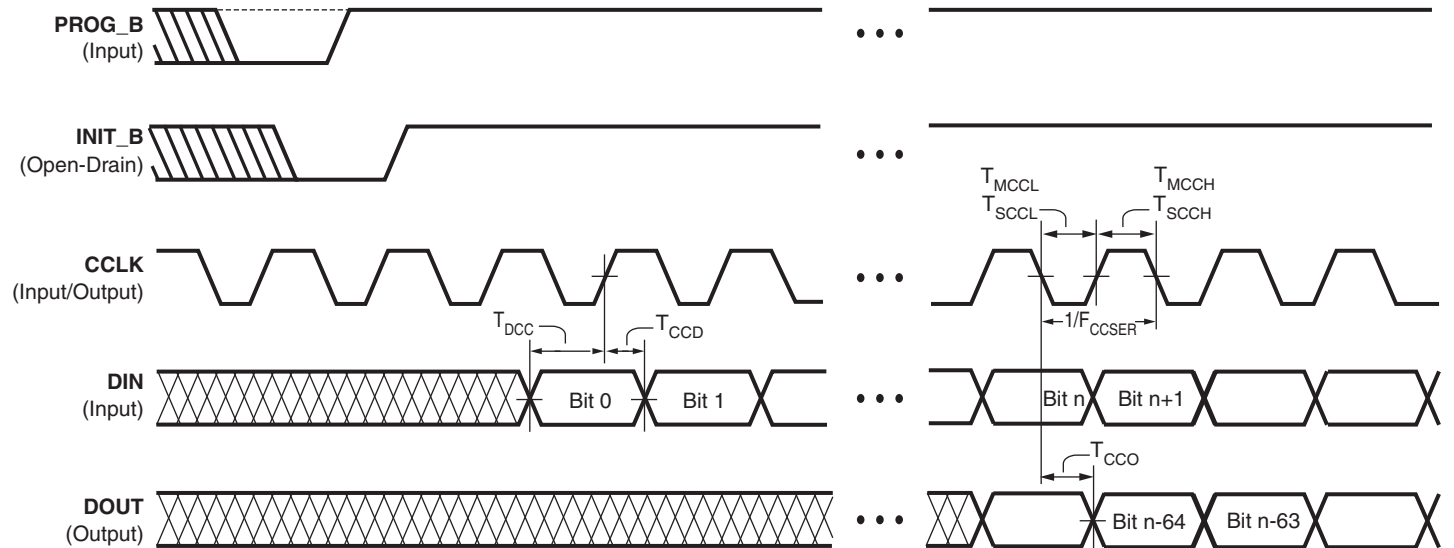 PROG_B
(Input)
INIT_B
(Open-Drain)
T_MCCL
T_SCCL
T_MCCH
T_SCCH
CCLK
(Input/Output)
1/F_CCSER
T_DCC
T_CCD
DIN
(Input)
Bit 0
Bit 1
Bit n
Bit n+1
T_CCO
DOUT
(Output)
Bit n-64
Bit n-63